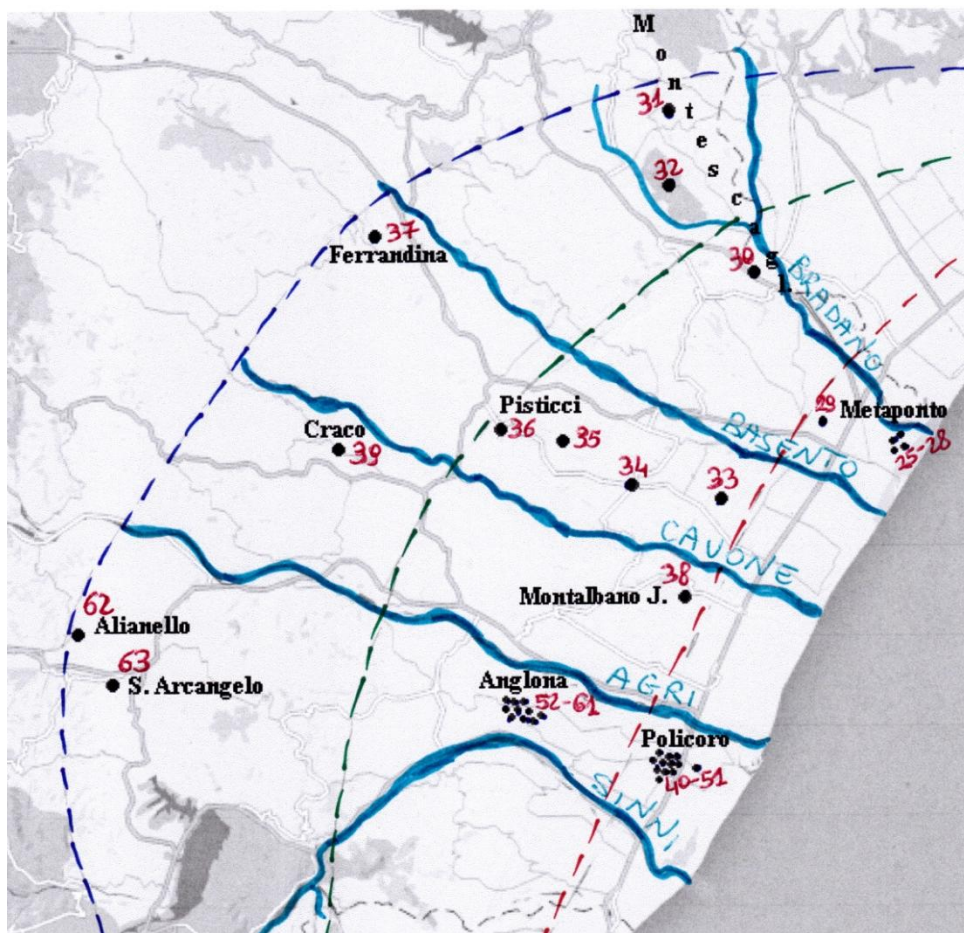 Montescagl.
31
32
30
BRADANO
37
Ferrandina
Pisticci
36
35
BASENTO
29
Metaponto
25-28
Craco
39
34
33
CAVONE
38
Montalbano J.
62
Alianello
63
S. Arcangelo
AGRI
Anglona
52-61
Policoro
40-51
SINNI